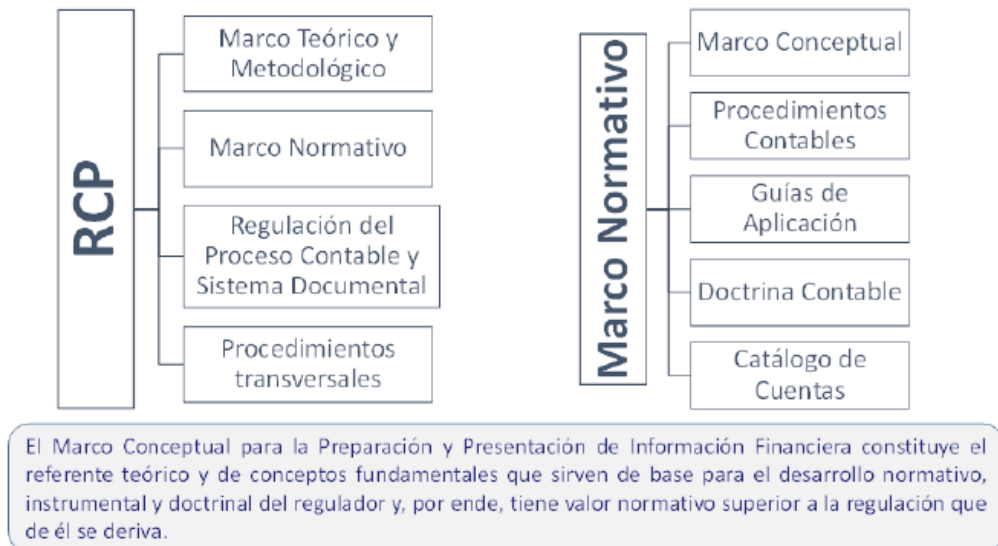 RCP
Marco Teórico y
Metodológico
Marco Normativo
Regulación del
Proceso Contable y
Sistema Documental
Procedimientos
transversales
Marco Normativo
Marco Conceptual
Procedimientos
Contables
Guías de
Aplicación
Doctrina Contable
Catálogo de
Cuentas
El Marco Conceptual para la Preparación y Presentación de Información Financiera constituye el
referente teórico y de conceptos fundamentales que sirven de base para el desarrollo normativo,
instrumental y doctrinal del regulador y, por ende, tiene valor normativo superior a la regulación que
de él se deriva.